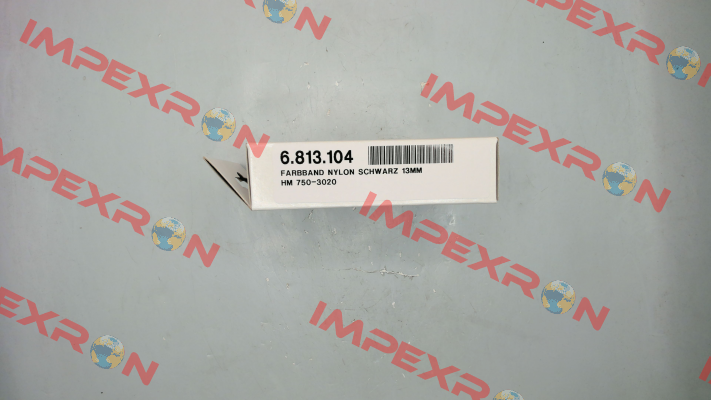 6.813.104
FARBBAND NYLON SCHWARZ 13MM
HM 750-3020
IMPEXRON
IMPEXRON
IMPEXRON
IMPEXRON
IMPEXRON
IMPEXRON
IMPEXRON